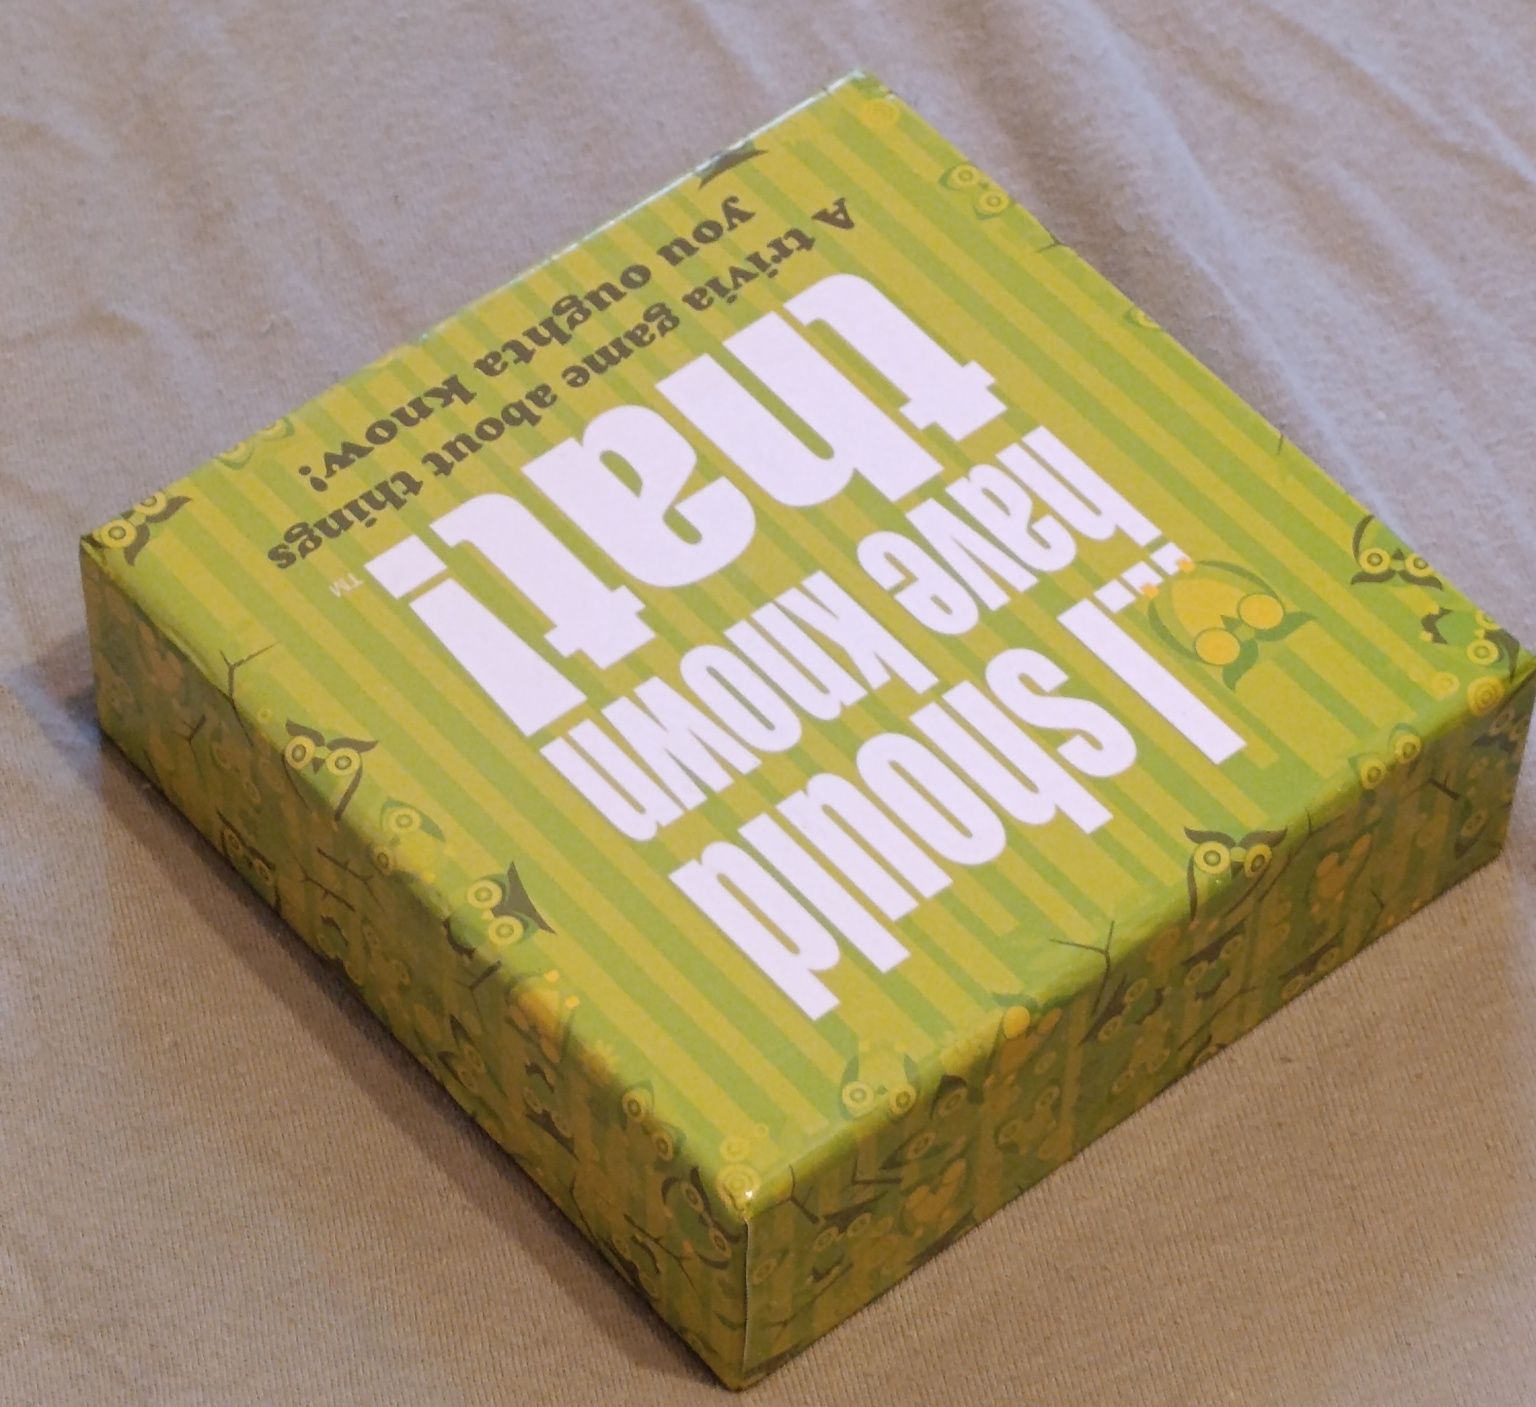 ...I should
have known
that!™
A trivia game about things
you oughta know!